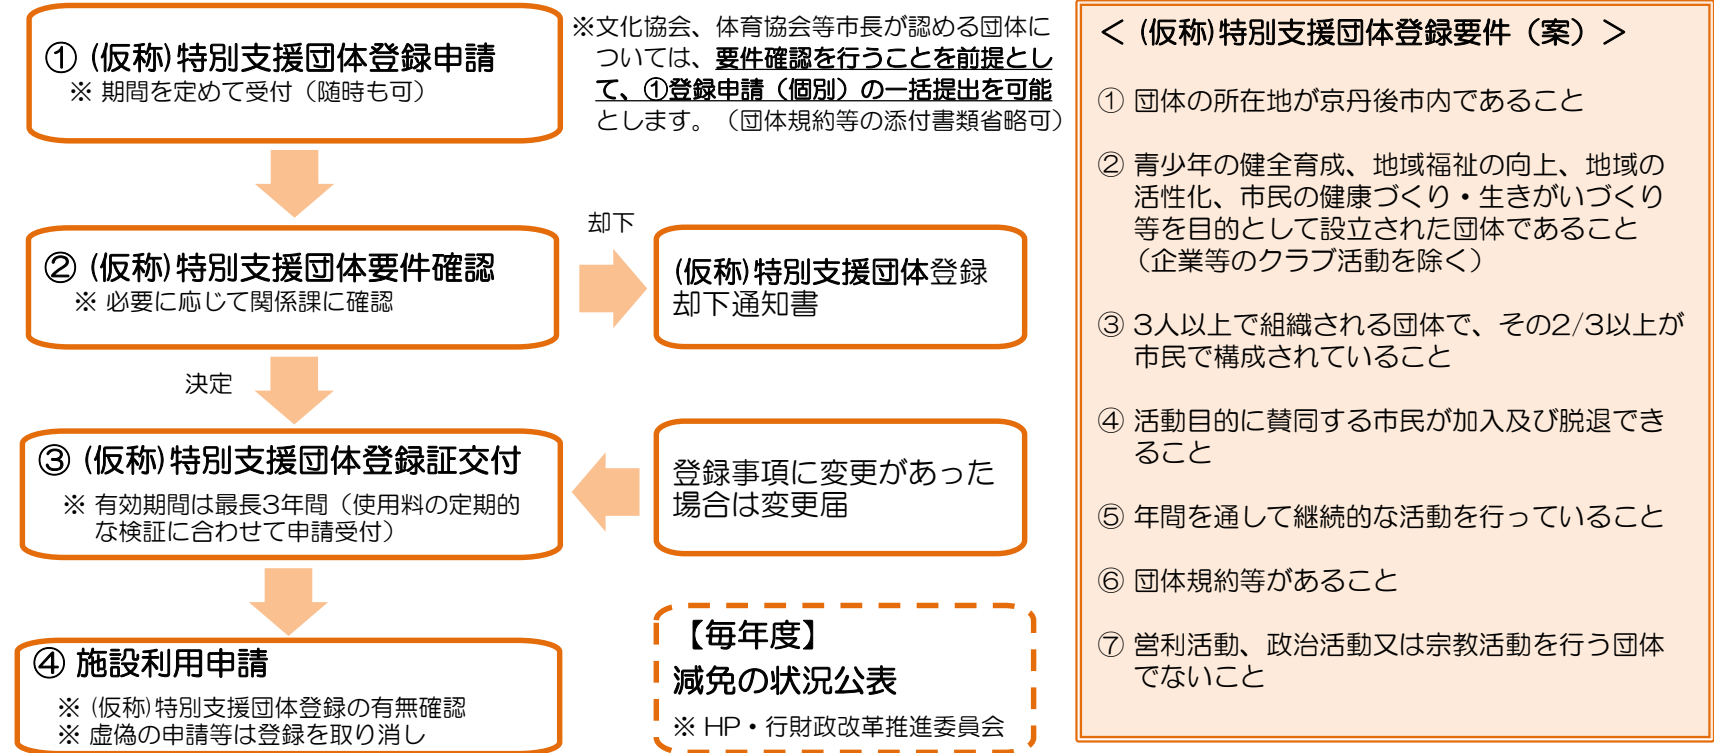 ① (仮称)特別支援団体登録申請
※ 期間を定めて受付（随時も可）
※文化協会、体育協会等市長が認める団体に
ついては、要件確認を行うことを前提とし
て、①登録申請（個別）の一括提出を可能
とします。（団体規約等の添付書類省略可）
② (仮称)特別支援団体要件確認
※ 必要に応じて関係課に確認
却下
(仮称)特別支援団体登録
却下通知書
決定
③ (仮称)特別支援団体登録証交付
※ 有効期間は最長3年間（使用料の定期的
な検証に合わせて申請受付）
登録事項に変更があった
場合は変更届
④ 施設利用申請
※ (仮称)特別支援団体登録の有無確認
※ 虚偽の申請等は登録を取り消し
【毎年度】
減免の状況公表
※ HP・行財政改革推進委員会
＜ (仮称)特別支援団体登録要件（案）＞
① 団体の所在地が京丹後市内であること
② 青少年の健全育成、地域福祉の向上、地域の
活性化、市民の健康づくり・生きがいづくり
等を目的として設立された団体であること
（企業等のクラブ活動を除く）
③ 3人以上で組織される団体で、その2/3以上が
市民で構成されていること
④ 活動目的に賛同する市民が加入及び脱退でき
ること
⑤ 年間を通して継続的な活動を行っていること
⑥ 団体規約等があること
⑦ 営利活動、政治活動又は宗教活動を行う団体
でないこと